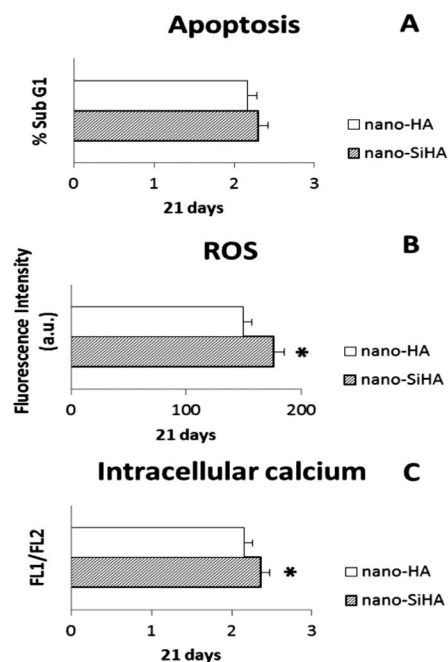 Apoptosis A
% Sub G1
nano-HA
nano-SiHA
0 1 2 3
21 days
ROS B
Fluorescence Intensity
(a.u.)
*
nano-HA
nano-SiHA
0 100 200
21 days
Intracellular calcium C
FL1/FL2
*
nano-HA
nano-SiHA
0 1 2 3
21 days